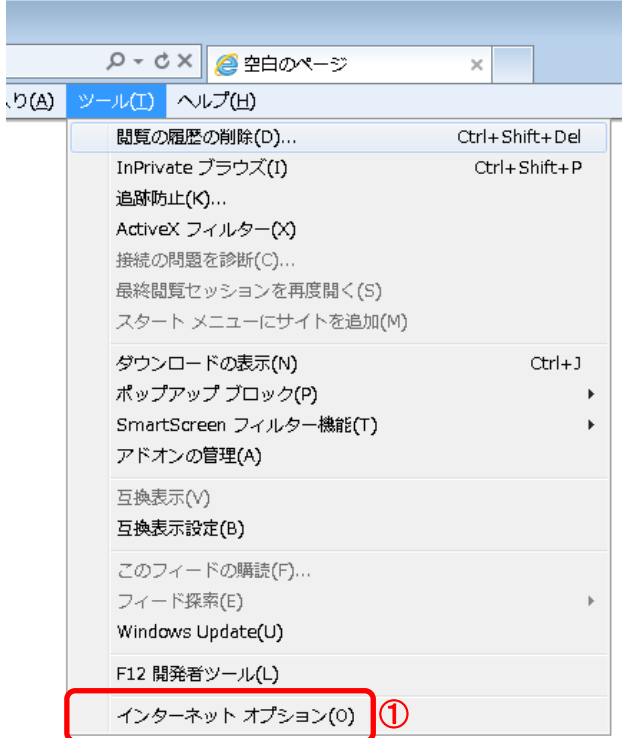 空白のページ
り(A) ツール(T) ヘルプ(H)
閲覧の履歴の削除(D)... Ctrl+Shift+Del
InPrivate ブラウズ(I) Ctrl+Shift+P
追跡防止(K)...
ActiveX フィルター(X)
接続の問題を診断(C)...
最終閲覧セッションを再度開く(S)
スタート メニューにサイトを追加(M)
ダウンロードの表示(N) Ctrl+J
ポップアップ ブロック(P)
SmartScreen フィルター機能(T)
アドオンの管理(A)
互換表示(V)
互換表示設定(B)
このフィードの購読(F)...
フィード探索(E)
Windows Update(U)
F12 開発者ツール(L)
インターネット オプション(O) ①